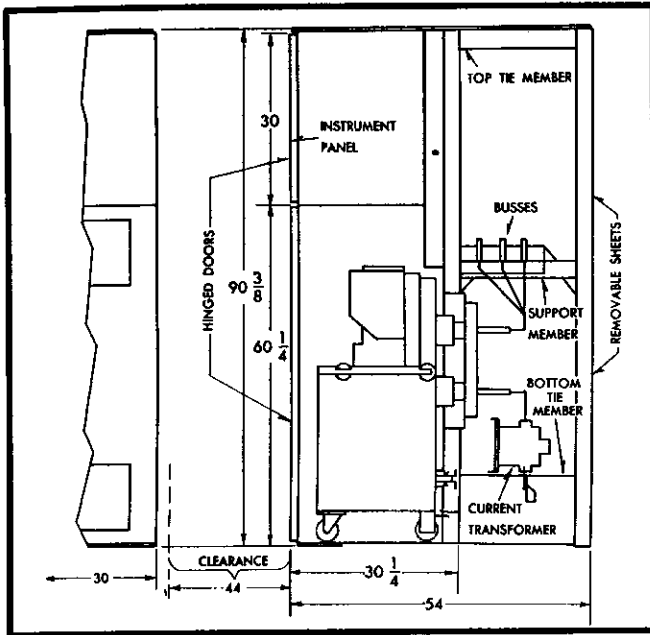 TOP TIE MEMBER
30
INSTRUMENT
PANEL
BUSSES
HINGED DOORS
REMOVABLE SHEETS
90 3/8
60 1/4
SUPPORT
MEMBER
BOTTOM
TIE
MEMBER
CURRENT
TRANSFORMER
CLEARANCE
30
44
30 1/4
54